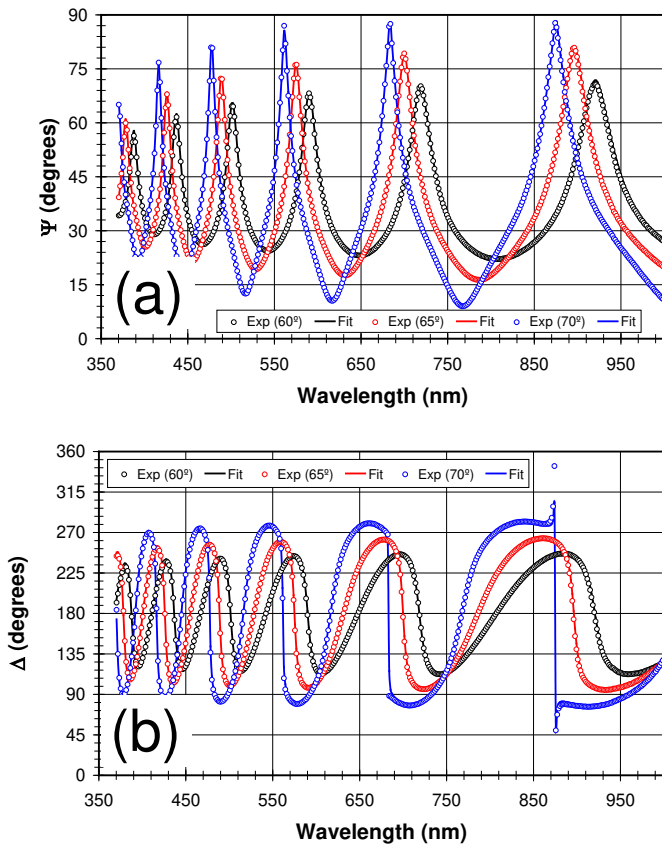 90
75
60
45
30
15
0
Ψ (degrees)
(a)
Exp (60º) Fit Exp (65º) Fit Exp (70º) Fit
350 450 550 650 750 850 950
Wavelength (nm)
360
315
270
225
180
135
90
45
0
Δ (degrees)
Exp (60º) Fit Exp (65º) Fit Exp (70º) Fit
(b)
350 450 550 650 750 850 950
Wavelength (nm)